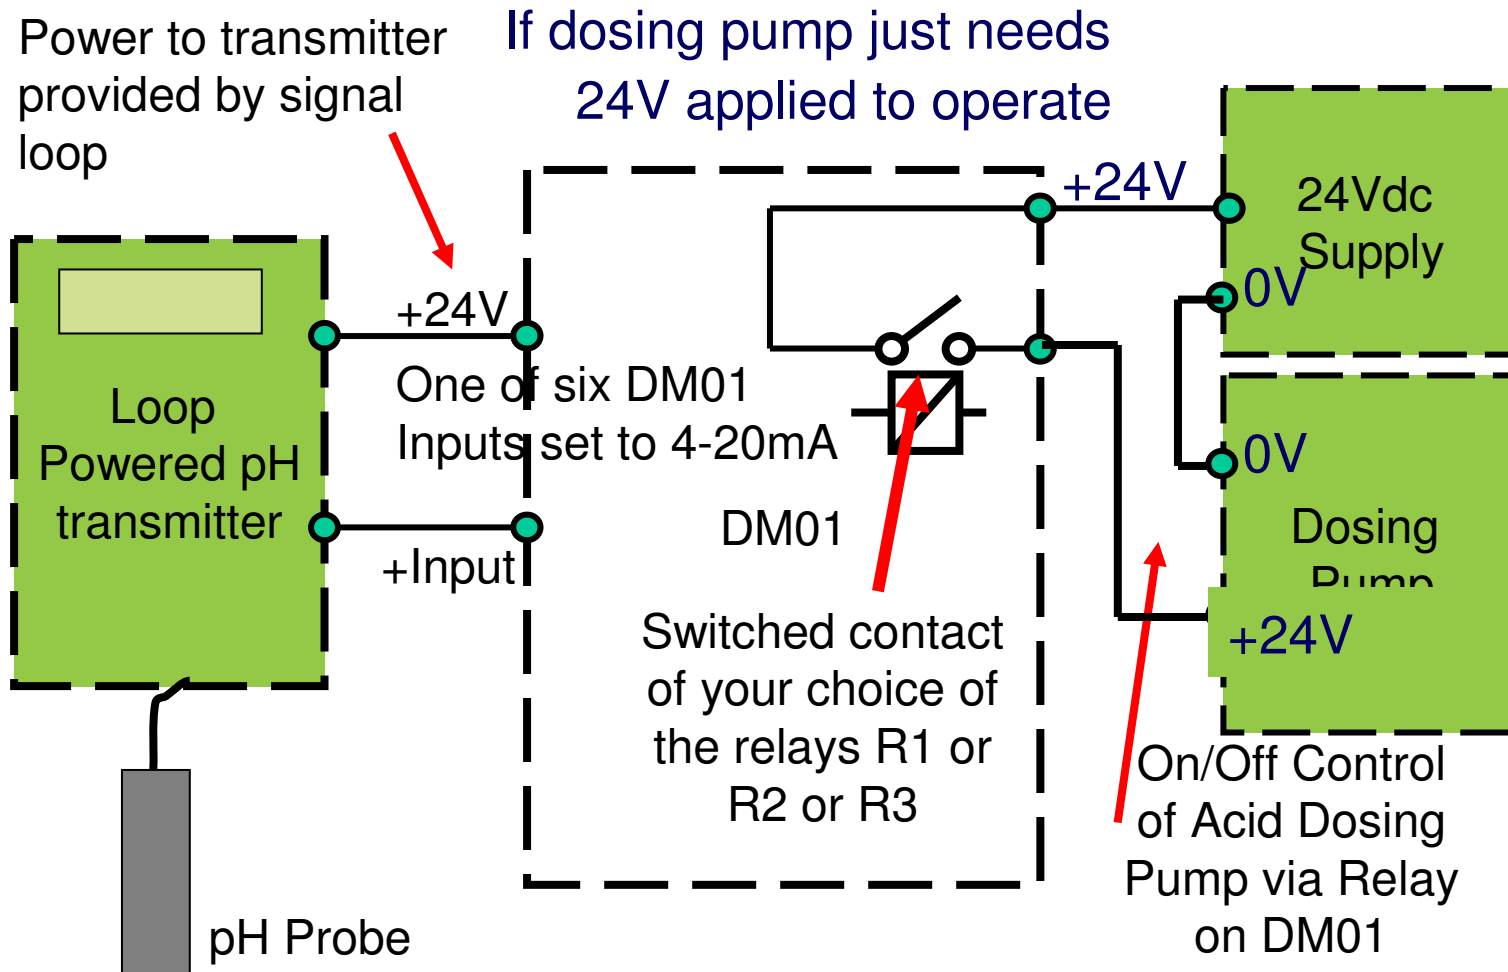 Power to transmitter
provided by signal
loop
If dosing pump just needs
24V applied to operate
+24V
24Vdc
Supply
0V
+24V
One of six DM01
Inputs set to 4-20mA
Loop
Powered pH
transmitter
+Input
DM01
0V
Dosing
Pump
+24V
Switched contact
of your choice of
the relays R1 or
R2 or R3
On/Off Control
of Acid Dosing
Pump via Relay
on DM01
pH Probe